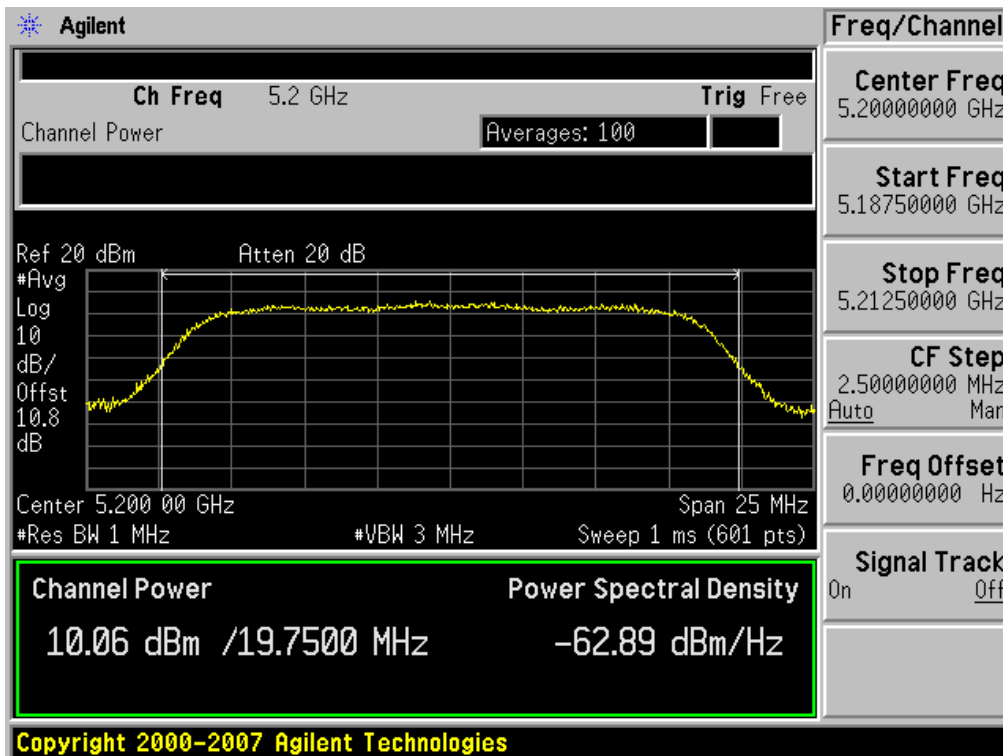 Agilent
Freq/Channel
Ch Freq 5.2 GHz Trig Free
Channel Power Averages: 100
Center Freq
5.20000000 GHz
Start Freq
5.18750000 GHz
Stop Freq
5.21250000 GHz
CF Step
2.50000000 MHz
Auto Man
Freq Offset
0.00000000 Hz
Signal Track
On Off
Ref 20 dBm Atten 20 dB
#Avg
Log
10
dB/
Offst
10.8
dB
Center 5.200 00 GHz Span 25 MHz
#Res BW 1 MHz #VBW 3 MHz Sweep 1 ms (601 pts)
Channel Power Power Spectral Density
10.06 dBm /19.7500 MHz -62.89 dBm/Hz
Copyright 2000-2007 Agilent Technologies